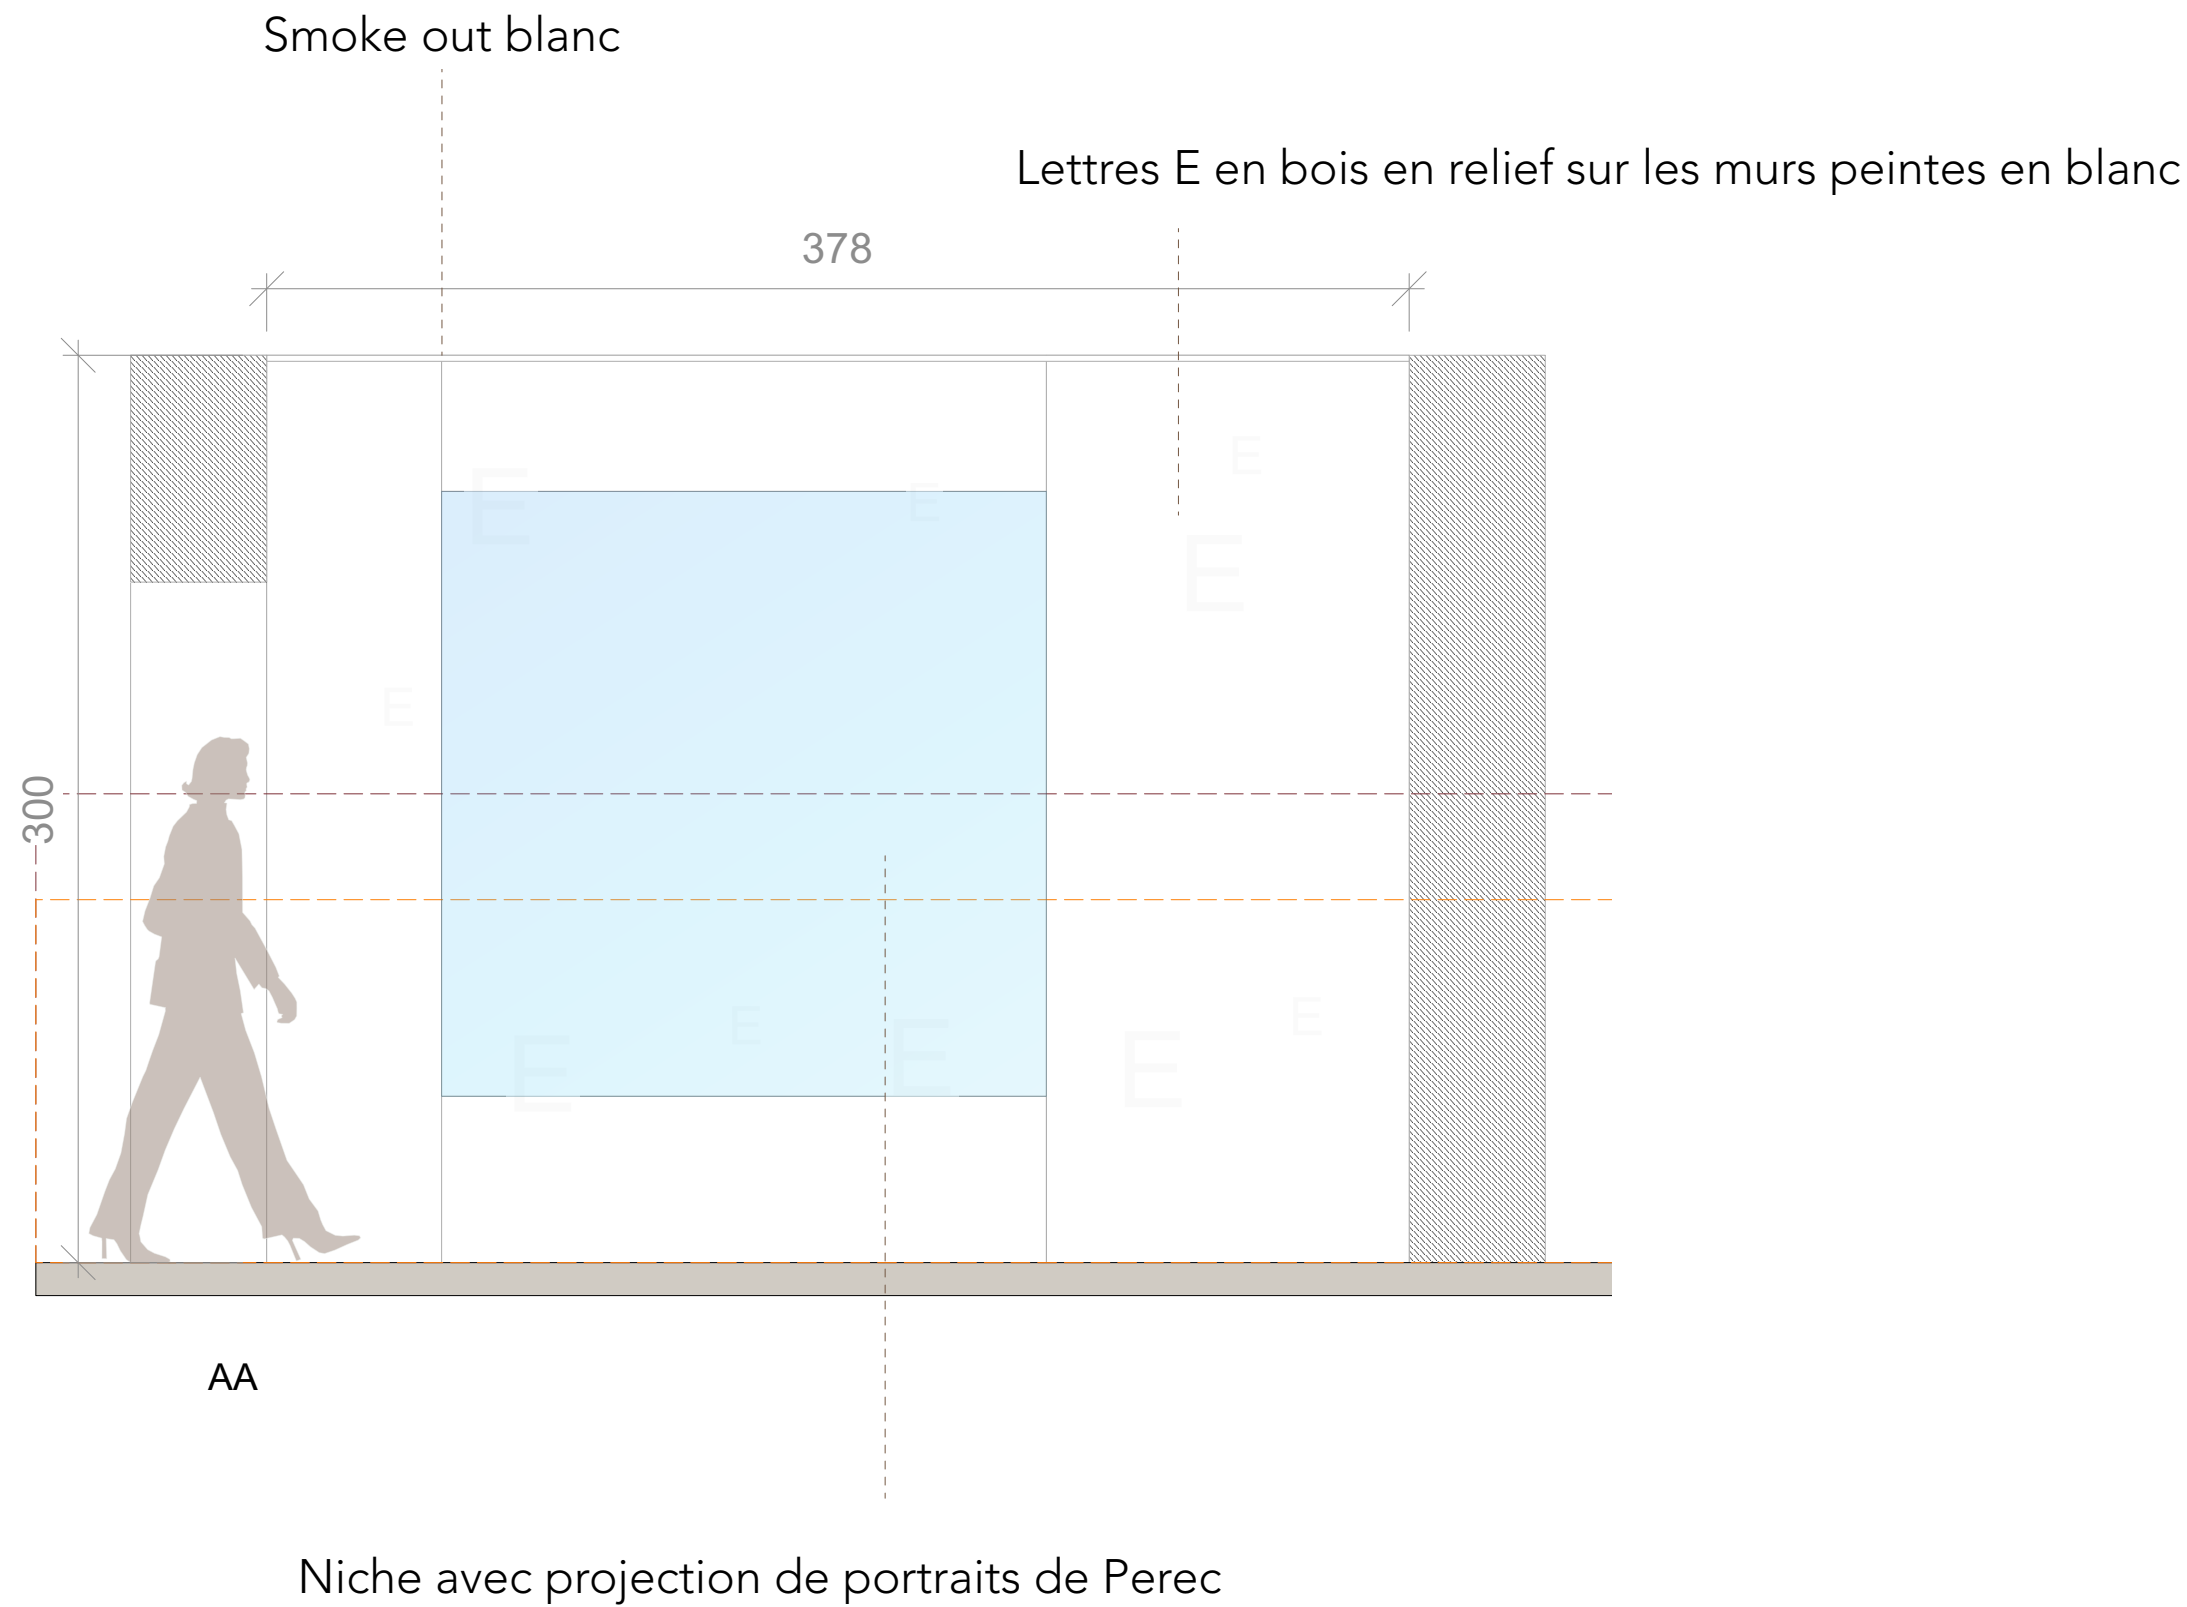 Smoke out blanc
Lettres E en bois en relief sur les murs peintes en blanc
378
E
E
E
E
E
300
E
E
E
E
E
E
AA
Niche avec projection de portraits de Perec